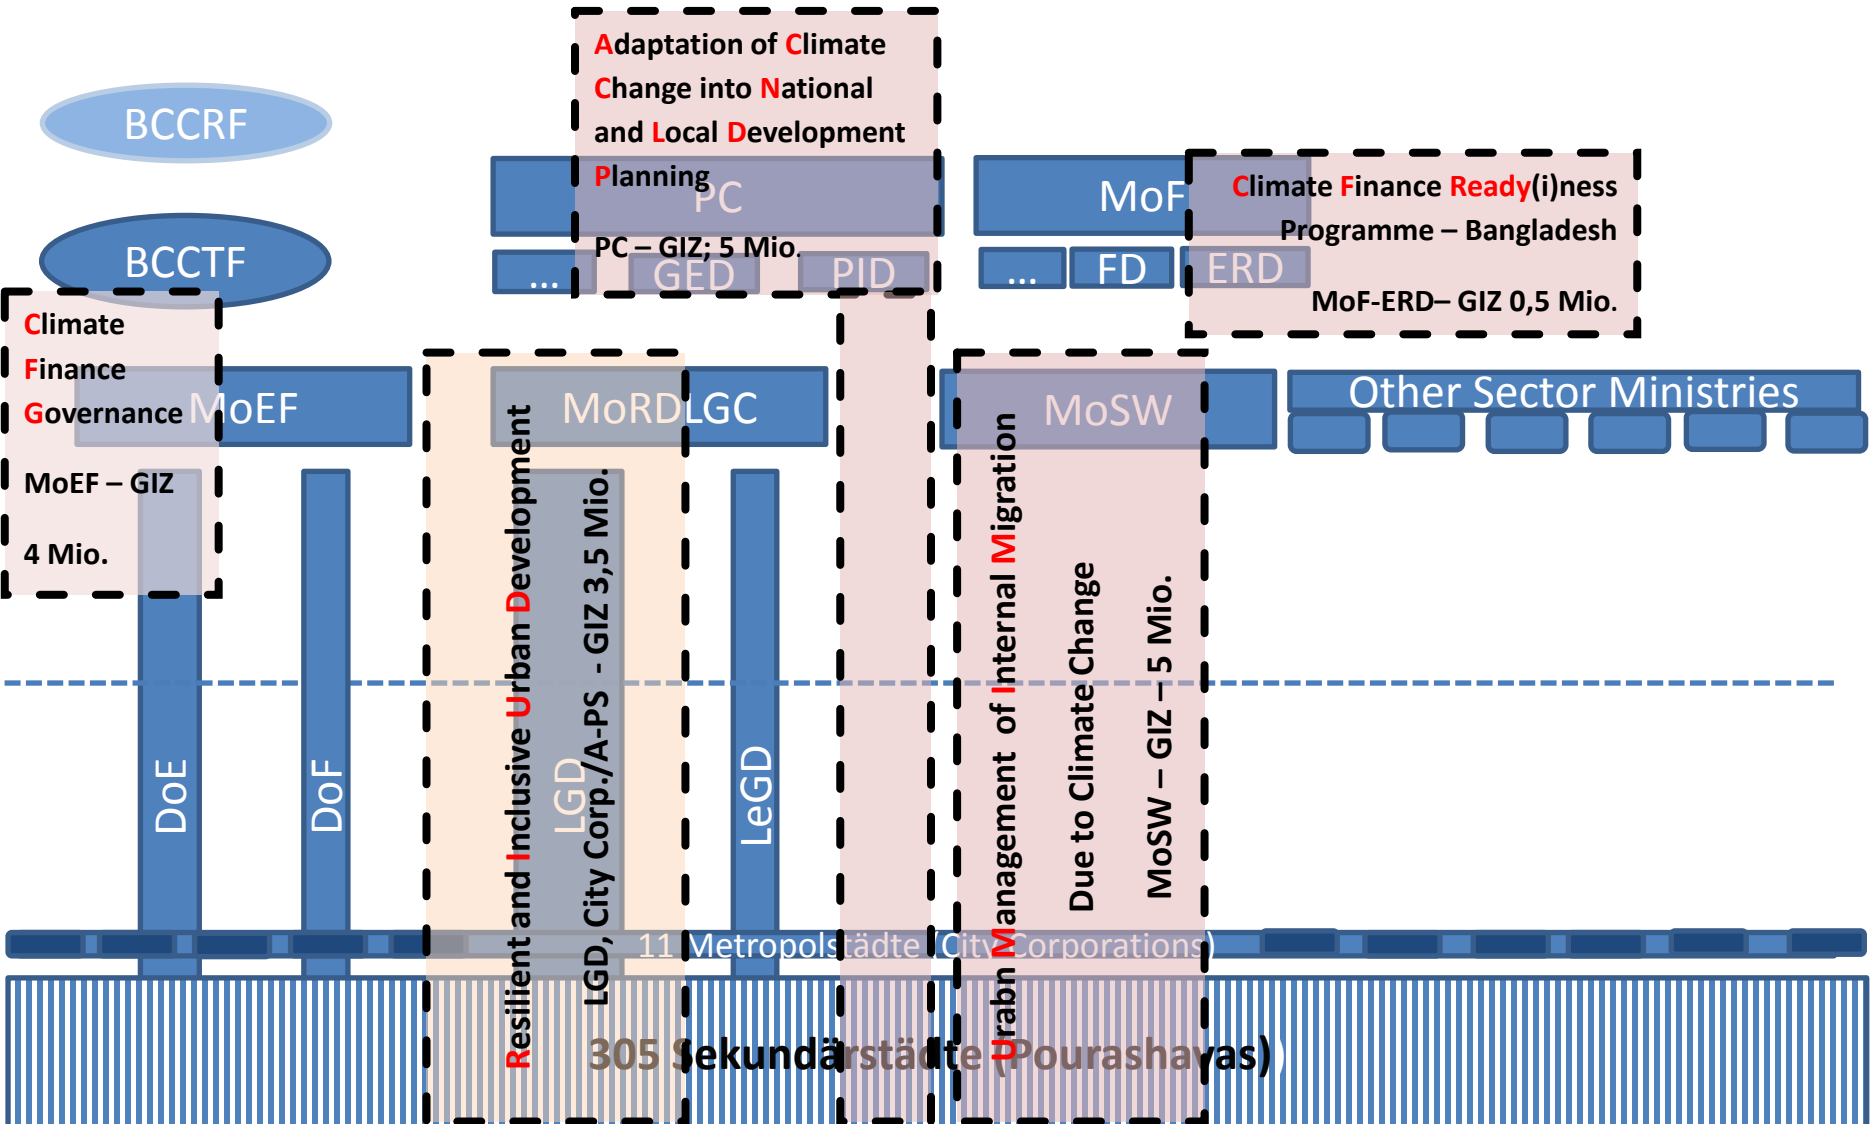 Adaptation of Climate
Change into National
and Local Development
Planning
PC – GIZ; 5 Mio.
BCCRF
BCCTF
PC
...
GED
PID
MoF
...
FD
ERD
Climate Finance Ready(i)ness
Programme – Bangladesh
MoF-ERD– GIZ 0,5 Mio.
Climate
Finance
Governance
MoEF – GIZ
4 Mio.
MoEF
MoRDLGC
MoSW
Other Sector Ministries
DoE
DoF
Resilient and Inclusive Urban Development
LGD, City Corp./A-PS - GIZ 3,5 Mio.
LGD
LeGD
Urabn Management of Internal Migration
Due to Climate Change
MoSW – GIZ – 5 Mio.
11 Metropolstädte (City Corporations)
305 Sekundärstädte (Pourashavas)